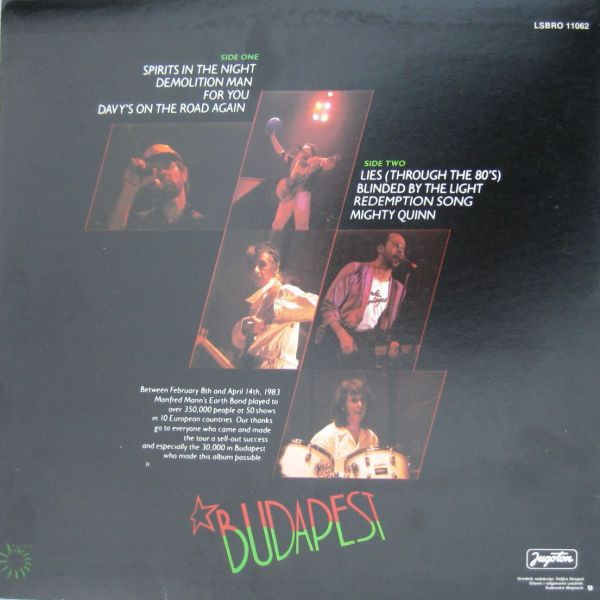 LSBRO 11062
SIDE ONE
SPIRITS IN THE NIGHT
DEMOLITION MAN
FOR YOU
DAVY'S ON THE ROAD AGAIN
SIDE TWO
LIES (THROUGH THE 80'S)
BLINDED BY THE LIGHT
REDEMPTION SONG
MIGHTY QUINN
Between February 8th and April 14th, 1983
Manfred Mann's Earth Band played to
over 350,000 people at 50 shows
in 10 European countries. Our thanks
go to everyone who came and made
the tour a sell-out success
and especially the 30,000 in Budapest
who made this album possible.
BUDAPEST
Jugoton